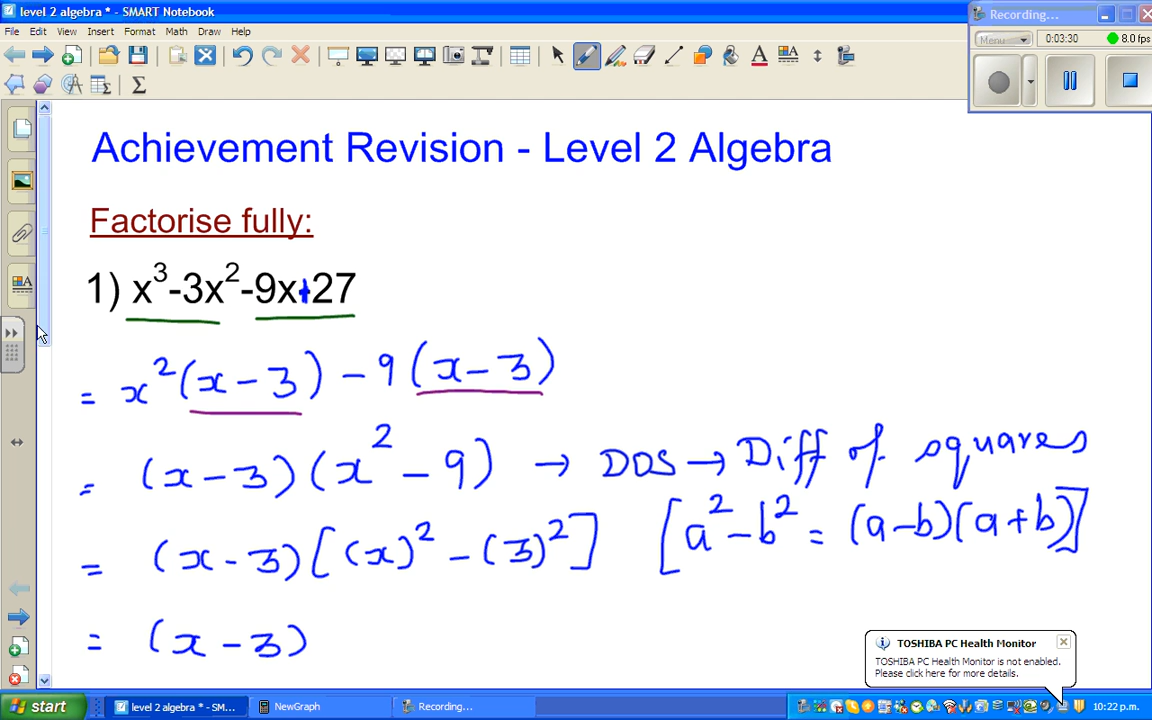 level 2 algebra * - SMART Notebook
Recording...
File Edit View Insert Format Math Draw Help
Menu 0:03:30 8.0 fps
Achievement Revision - Level 2 Algebra
Factorise fully:
1) x³-3x²-9x+27
= x²(x-3) - 9(x-3)
= (x-3)(x²-9) → DOS → Diff of squares
= (x-3)[(x)²-(3)²] [a²-b² = (a-b)(a+b)]
= (x-3)
TOSHIBA PC Health Monitor
TOSHIBA PC Health Monitor is not enabled.
Please click here for more details.
start level 2 algebra * - SM... NewGraph Recording... 10:22 p.m.